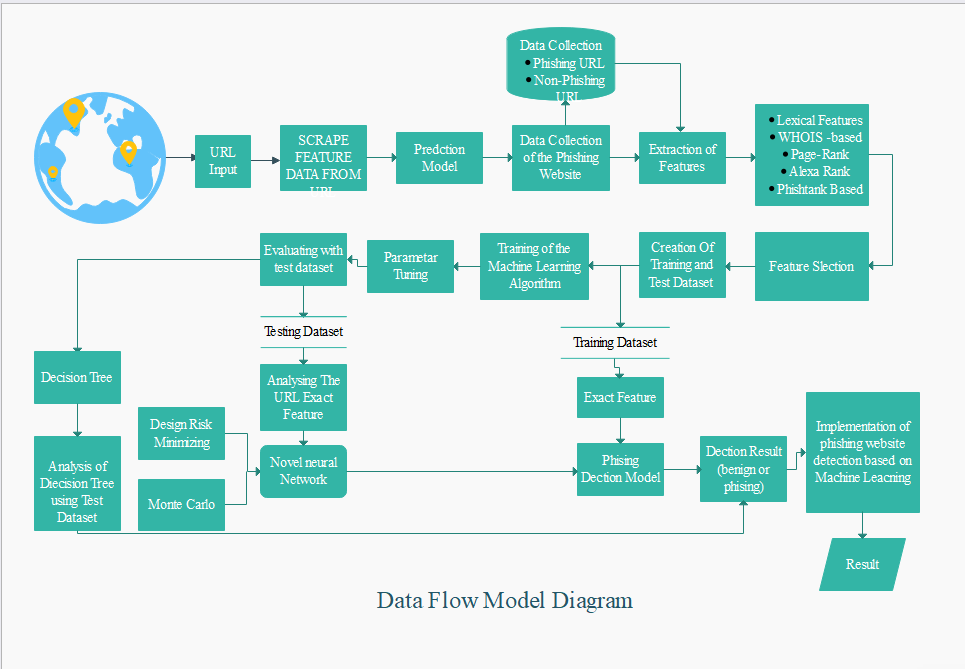 Data Collection
• Phishing URL
• Non-Phishing
URL
URL
Input
SCRAPE
FEATURE
DATA FROM
URL
Predction
Model
Data Collection
of the Phishing
Website
Extraction of
Features
• Lexical Features
• WHOIS -based
• Page-Rank
• Alexa Rank
• Phishtank Based
Evaluating with
test dataset
Parametar
Tuning
Training of the
Machine Learning
Algorithm
Creation Of
Training and
Test Dataset
Feature Slection
Testing Dataset
Training Dataset
Decision Tree
Analysing The
URL Exact
Feature
Exact Feature
Design Risk
Minimizing
Implementation of
phishing website
detection based on
Machine Leacning
Analysis of
Diecision Tree
using Test
Dataset
Monte Carlo
Novel neural
Network
Phising
Dection Model
Dection Result
(benign or
phising)
Result
Data Flow Model Diagram